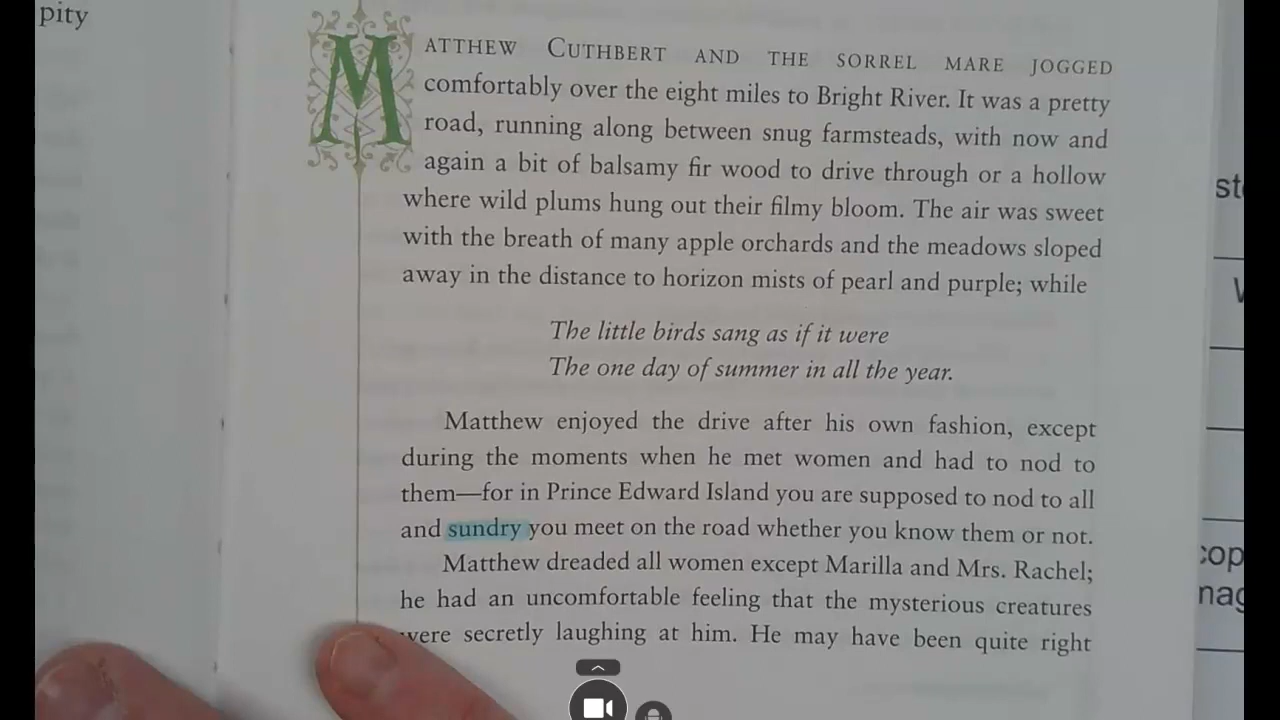 pity
MATTHEW CUTHBERT AND THE SORREL MARE JOGGED
comfortably over the eight miles to Bright River. It was a pretty
road, running along between snug farmsteads, with now and
again a bit of balsamy fir wood to drive through or a hollow
where wild plums hung out their filmy bloom. The air was sweet
with the breath of many apple orchards and the meadows sloped
away in the distance to horizon mists of pearl and purple; while
The little birds sang as if it were
The one day of summer in all the year.
Matthew enjoyed the drive after his own fashion, except
during the moments when he met women and had to nod to
them—for in Prince Edward Island you are supposed to nod to all
and sundry you meet on the road whether you know them or not.
Matthew dreaded all women except Marilla and Mrs. Rachel;
he had an uncomfortable feeling that the mysterious creatures
were secretly laughing at him. He may have been quite right